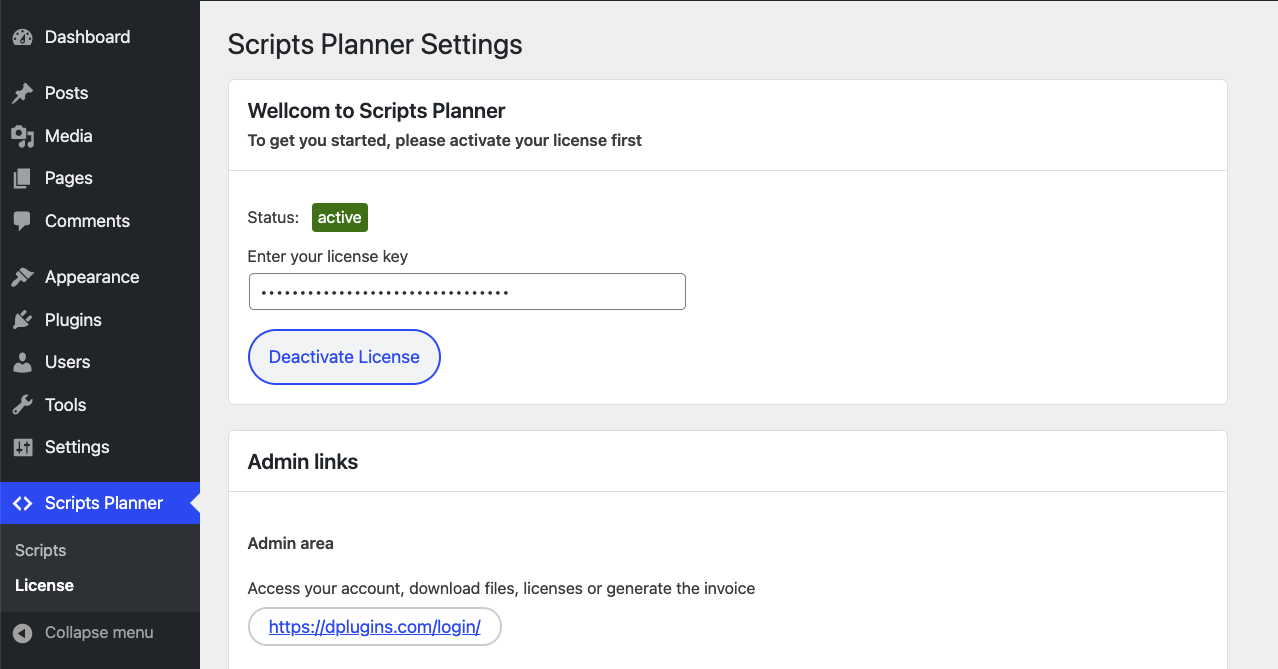 Dashboard
Posts
Media
Pages
Comments
Appearance
Plugins
Users
Tools
Settings
Scripts Planner
Scripts
License
Collapse menu
Scripts Planner Settings
Wellcom to Scripts Planner
To get you started, please activate your license first
Status: active
Enter your license key
Deactivate License
Admin links
Admin area
Access your account, download files, licenses or generate the invoice
https://dplugins.com/login/